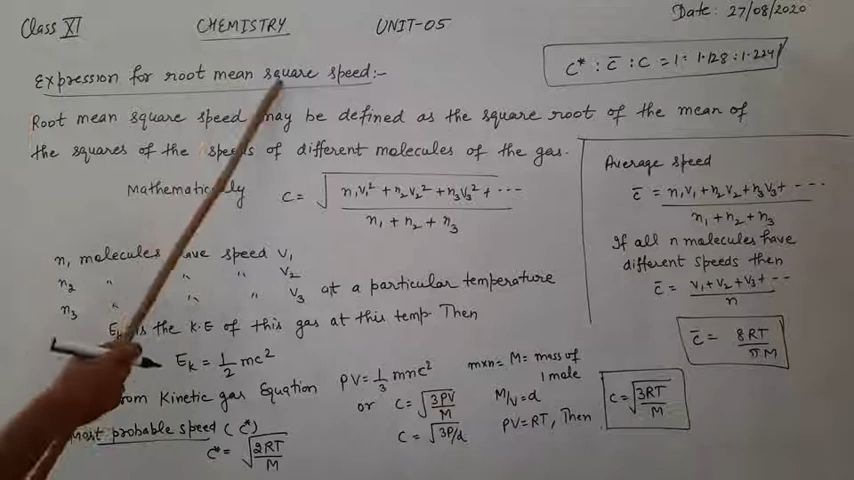 Class XI CHEMISTRY UNIT-05 Date: 27/08/2020
Expression for root mean square speed:-
C* : C̅ : C = 1 : 1.128 : 1.224
Root mean square speed may be defined as the square root of the mean of
the squares of the speeds of different molecules of the gas.
Mathematically C = √((n₁v₁² + n₂v₂² + n₃v₃² + ---)/(n₁ + n₂ + n₃))
n₁ molecules have speed v₁
n₂ " " " v₂
n₃ " " " v₃ at a particular temperature
Eₖ is the K.E of this gas at this temp. Then
Eₖ = 1/2 mc²
From Kinetic gas Equation PV = 1/3 mnc²
or C = √(3PV/M)
C = √(3P/d)
m×n = M = mass of
1 mole
M/V = d
PV = RT, Then
C = √(3RT/M)
Most probable speed (C*)
C* = √(2RT/M)
Average speed
c̅ = (n₁v₁ + n₂v₂ + n₃v₃ + ----)/(n₁ + n₂ + n₃)
If all n molecules have
different speeds then
c̅ = (v₁ + v₂ + v₃ + ---)/n
c̅ = 8RT/πM